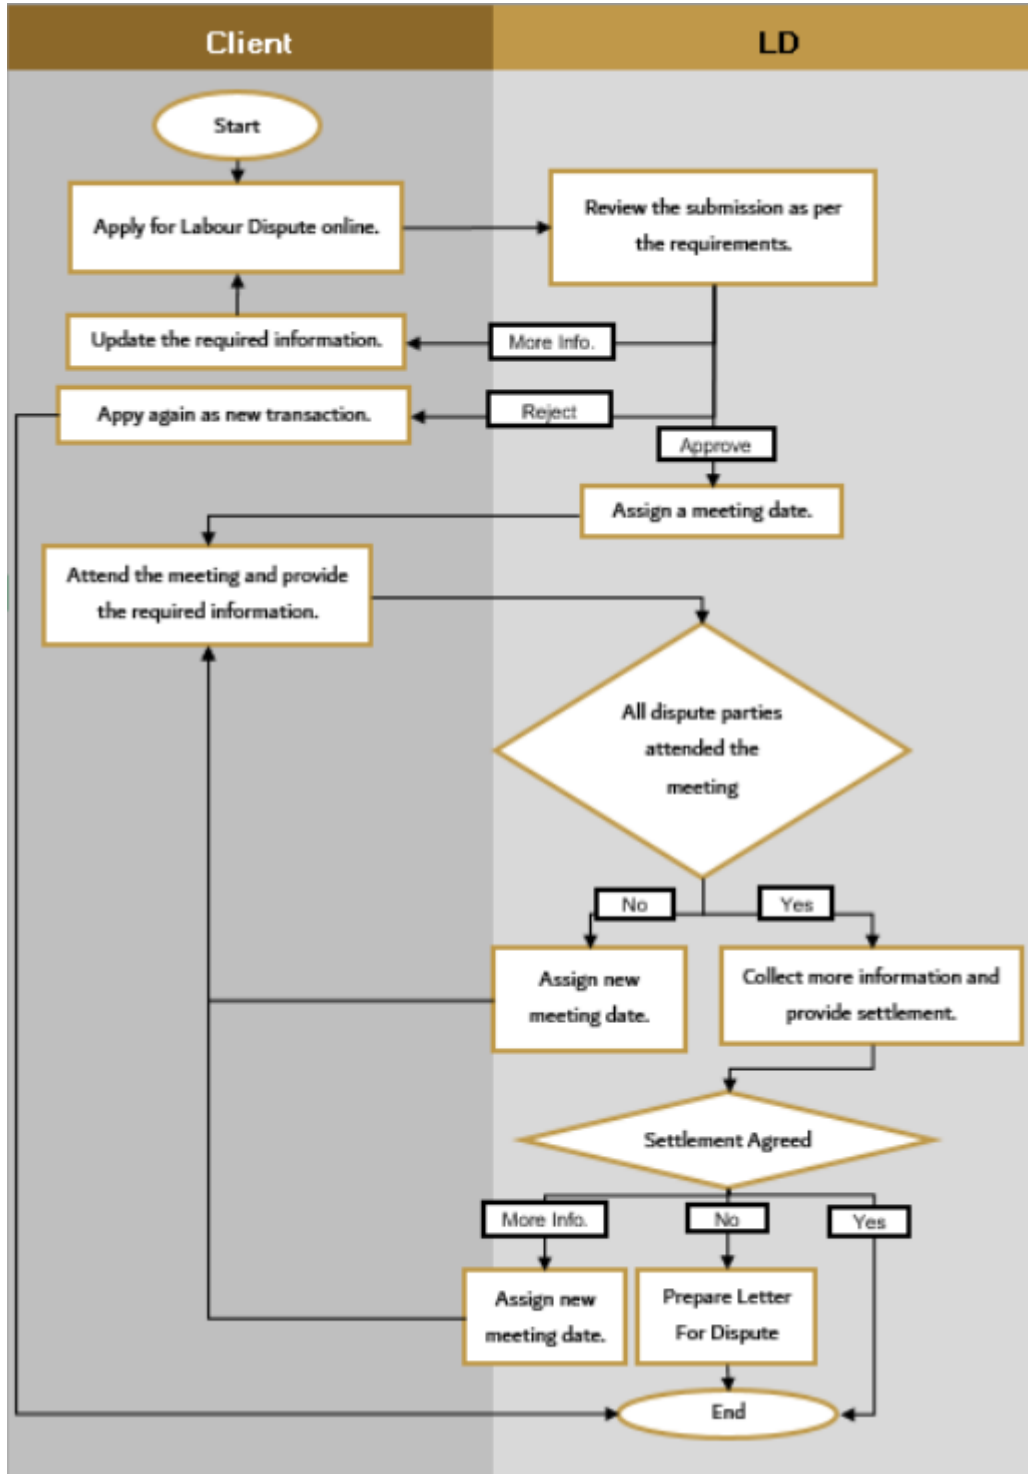 Client
LD
Start
Apply for Labour Dispute online.
Review the submission as per
the requirements.
Update the required information.
More Info.
Appy again as new transaction.
Reject
Approve
Assign a meeting date.
Attend the meeting and provide
the required information.
All dispute parties
attended the
meeting
No
Yes
Assign new
meeting date.
Collect more information and
provide settlement.
Settlement Agreed
More Info.
No
Yes
Assign new
meeting date.
Prepare Letter
For Dispute
End